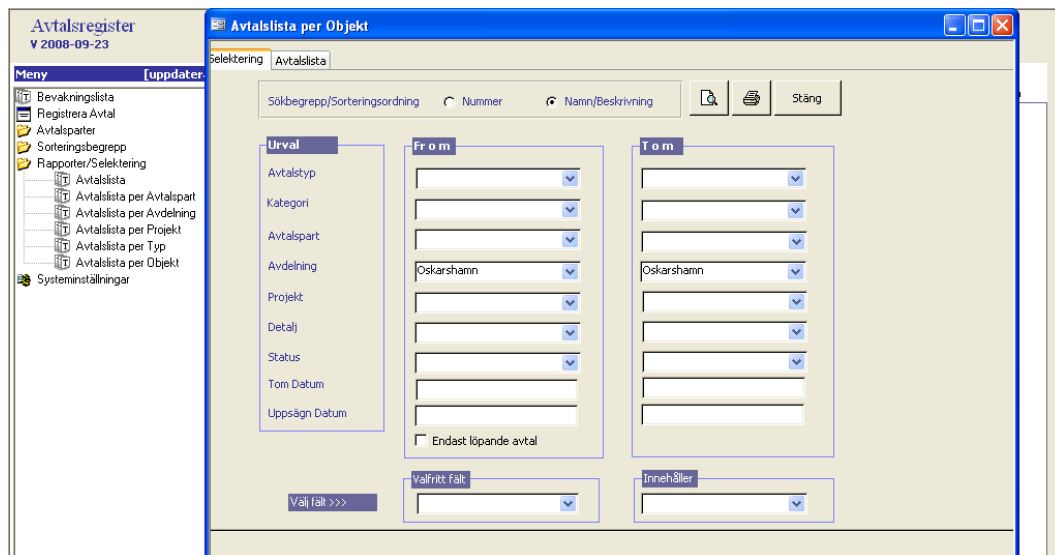 Avtalsregister
V 2008-09-23
Meny [uppdater
Bevakningslista
Registrera Avtal
Avtalsparter
Sorteringsbegrepp
Rapporter/Selektering
Avtalslista
Avtalslista per Avtalspart
Avtalslista per Avdelning
Avtalslista per Projekt
Avtalslista per Typ
Avtalslista per Objekt
Systeminställningar
Avtalslista per Objekt
Selektering Avtalslista
Sökbegrepp/Sorteringsordning Nummer Namn/Beskrivning Stäng
Urval From Tom
Avtalstyp
Kategori
Avtalspart
Avdelning Oskarshamn Oskarshamn
Projekt
Detalj
Status
Tom Datum
Uppsägn Datum
Endast löpande avtal
Valfritt fält Innehåller
Välj fält >>>